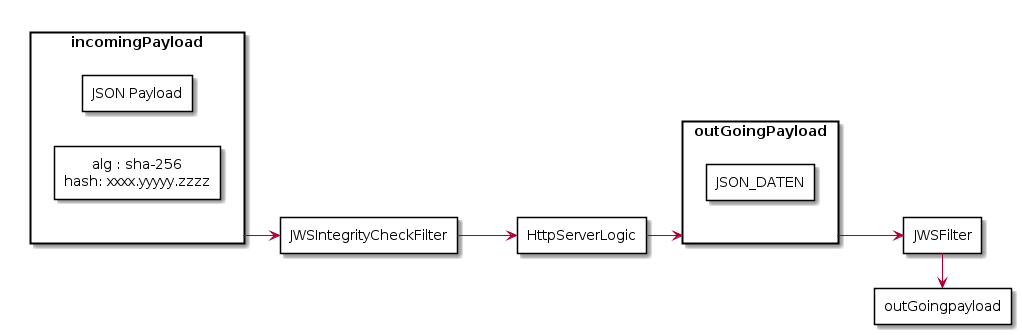 incomingPayload
JSON Payload
alg : sha-256
hash: xxxx.yyyyy.zzzz
JWSIntegrityCheckFilter
HttpServerLogic
outGoingPayload
JSON_DATEN
JWSFilter
outGoingpayload